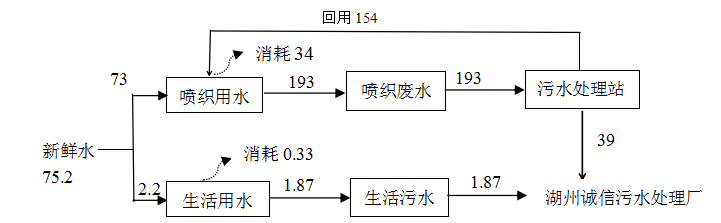 回用 154
消耗 34
73
喷织用水
193
喷织废水
193
污水处理站
新鲜水
75.2
39
消耗 0.33
2.2
生活用水
1.87
生活污水
1.87
湖州诚信污水处理厂